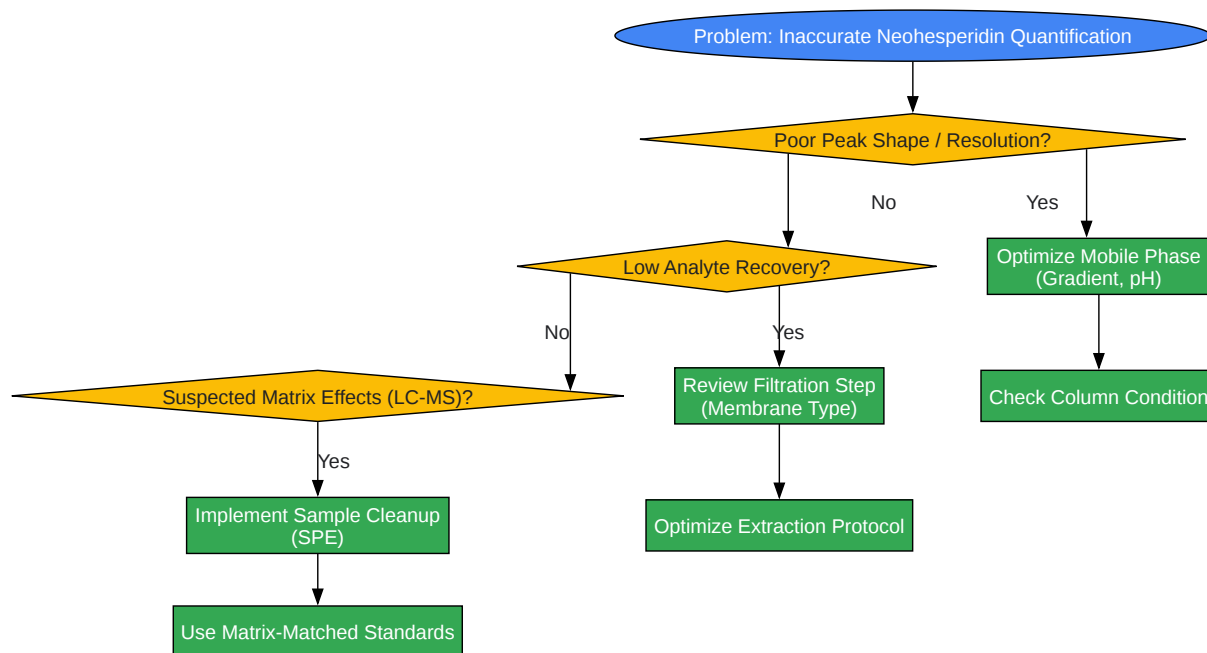 Problem: Inaccurate Neohesperidin Quantification
Poor Peak Shape / Resolution?
No
Yes
Low Analyte Recovery?
Optimize Mobile Phase
(Gradient, pH)
No
Yes
Suspected Matrix Effects (LC-MS)?
Review Filtration Step
(Membrane Type)
Check Column Condition
Yes
Implement Sample Cleanup
(SPE)
Optimize Extraction Protocol
Use Matrix-Matched Standards